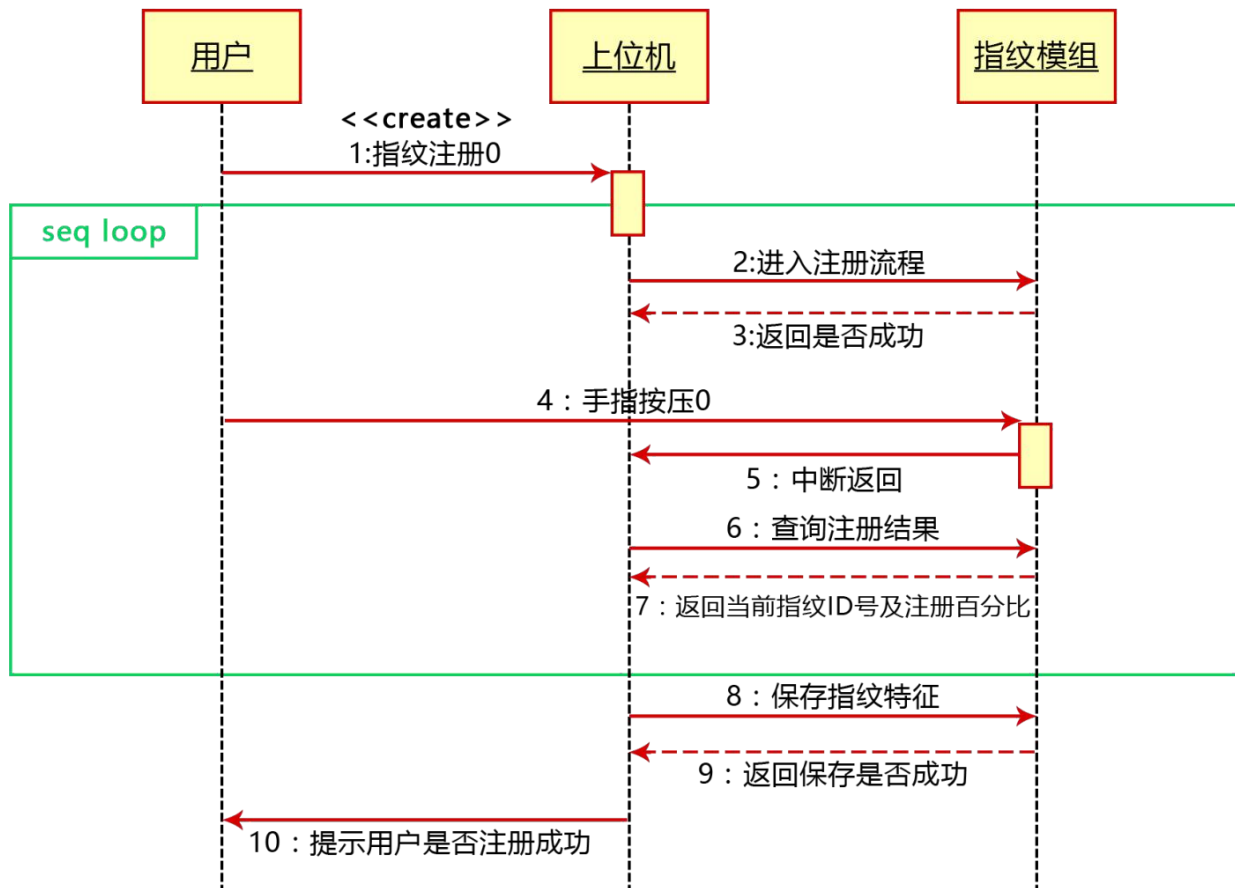 用户
上位机
指纹模组
<<create>>
1:指纹注册0
seq loop
2:进入注册流程
3:返回是否成功
4：手指按压0
5：中断返回
6：查询注册结果
7：返回当前指纹ID号及注册百分比
8：保存指纹特征
9：返回保存是否成功
10：提示用户是否注册成功